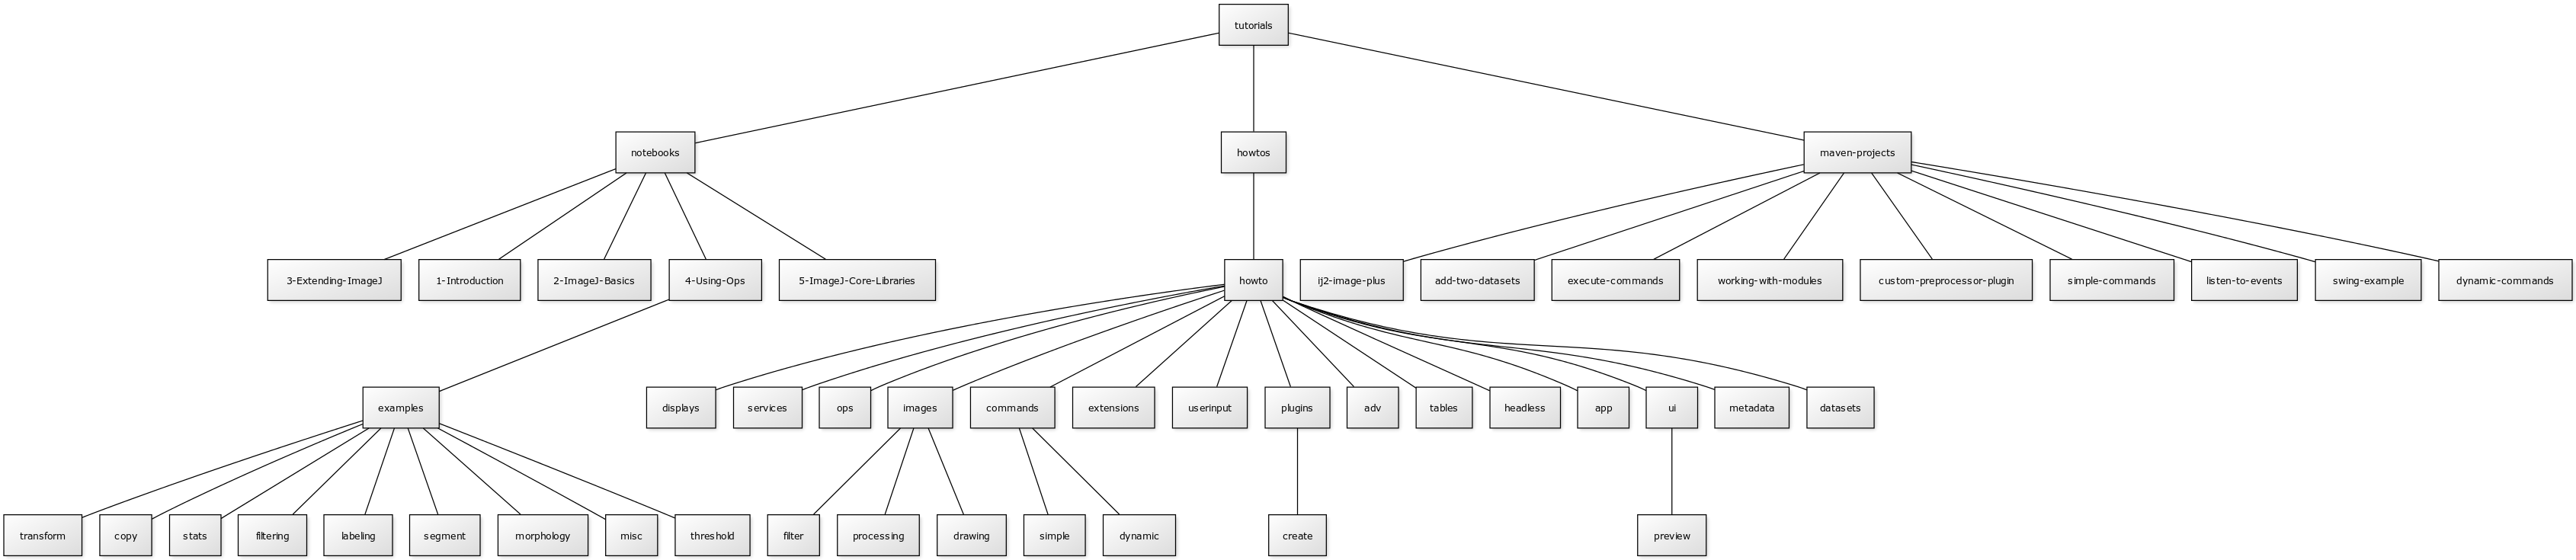 tutorials
notebooks
howtos
maven-projects
3-Extending-ImageJ
1-Introduction
2-ImageJ-Basics
4-Using-Ops
5-ImageJ-Core-Libraries
howto
ij2-image-plus
add-two-datasets
execute-commands
working-with-modules
custom-preprocessor-plugin
simple-commands
listen-to-events
swing-example
dynamic-commands
examples
displays
services
ops
images
commands
extensions
userinput
plugins
adv
tables
headless
app
ui
metadata
datasets
transform
copy
stats
filtering
labeling
segment
morphology
misc
threshold
filter
processing
drawing
simple
dynamic
create
preview